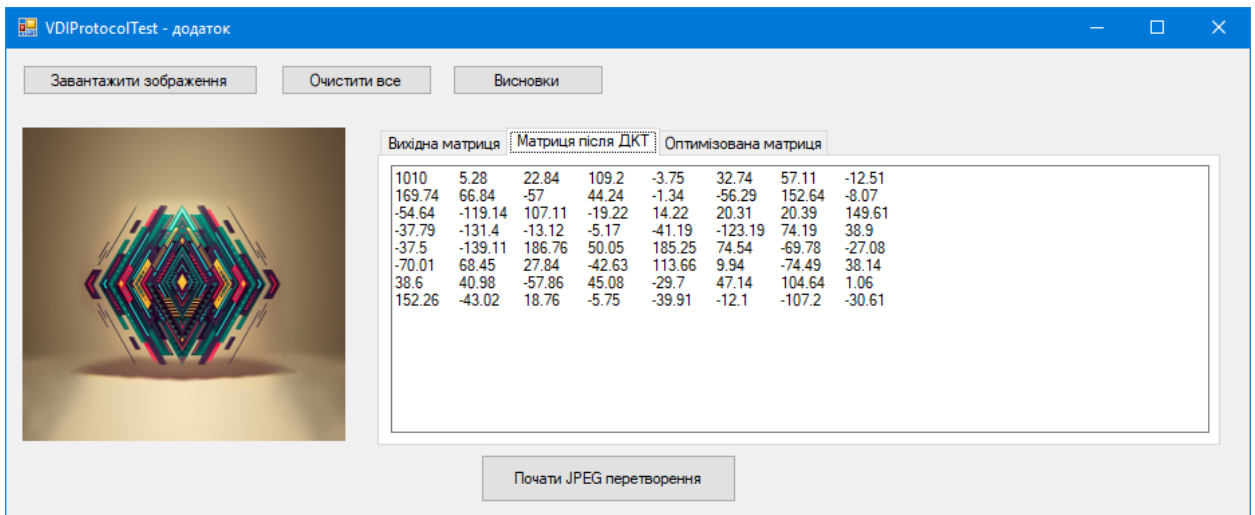 VDIProtocolTest - додаток
Завантажити зображення Очистити все Висновки
Вихідна матриця Матриця після ДКТ Оптимізована матриця
1010 5.28 22.84 109.2 -3.75 32.74 57.11 -12.51
169.74 66.84 -57 44.24 -1.34 -56.29 152.64 -8.07
-54.64 -119.14 107.11 -19.22 14.22 20.31 20.39 149.61
-37.79 -131.4 -13.12 -5.17 -41.19 -123.19 74.19 38.9
-37.5 -139.11 186.76 50.05 185.25 74.54 -69.78 -27.08
-70.01 68.45 27.84 -42.63 113.66 9.94 -74.49 38.14
38.6 40.98 -57.86 45.08 -29.7 47.14 104.64 1.06
152.26 -43.02 18.76 -5.75 -39.91 -12.1 -107.2 -30.61
Почати JPEG перетворення